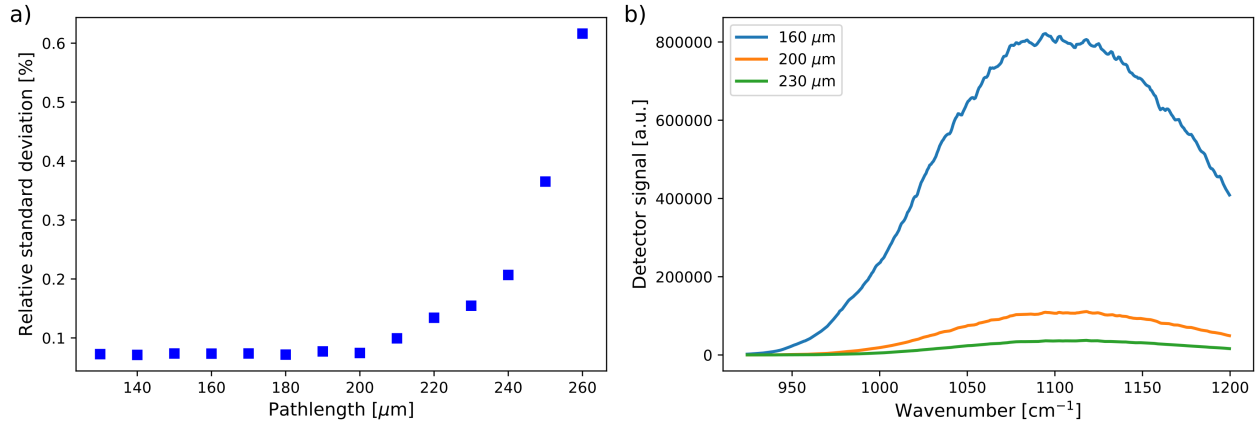 a)
Relative standard deviation [%]
0.6
0.5
0.4
0.3
0.2
0.1
140 160 180 200 220 240 260
Pathlength [μm]
b)
Detector signal [a.u.]
800000
600000
400000
200000
0
160 μm
200 μm
230 μm
950 1000 1050 1100 1150 1200
Wavenumber [cm⁻¹]